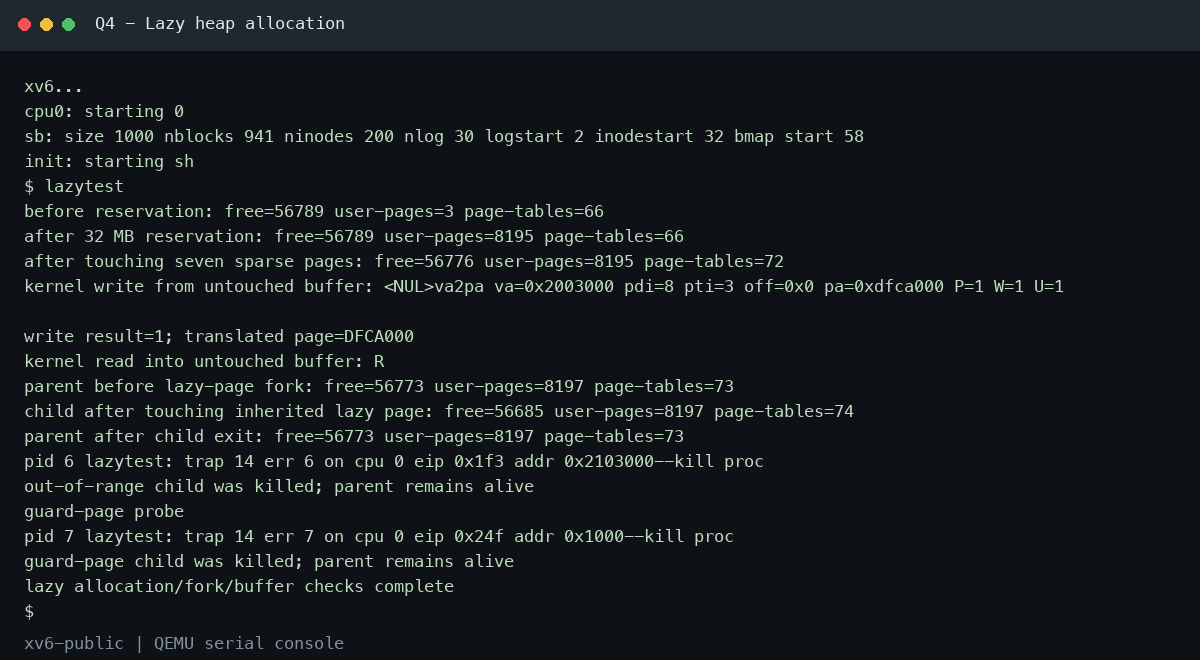 Q4 — Lazy heap allocation
xv6...
cpu0: starting 0
sb: size 1000 nblocks 941 ninodes 200 nlog 30 logstart 2 inodestart 32 bmap start 58
init: starting sh
$ lazytest
before reservation: free=56789 user-pages=3 page-tables=66
after 32 MB reservation: free=56789 user-pages=8195 page-tables=66
after touching seven sparse pages: free=56776 user-pages=8195 page-tables=72
kernel write from untouched buffer: <NUL>va2pa va=0x2003000 pdi=8 pti=3 off=0x0 pa=0xdfca000 P=1 W=1 U=1
write result=1; translated page=DFCA000
kernel read into untouched buffer: R
parent before lazy-page fork: free=56773 user-pages=8197 page-tables=73
child after touching inherited lazy page: free=56685 user-pages=8197 page-tables=74
parent after child exit: free=56773 user-pages=8197 page-tables=73
pid 6 lazytest: trap 14 err 6 on cpu 0 eip 0x1f3 addr 0x2103000--kill proc
out-of-range child was killed; parent remains alive
guard-page probe
pid 7 lazytest: trap 14 err 7 on cpu 0 eip 0x24f addr 0x1000--kill proc
guard-page child was killed; parent remains alive
lazy allocation/fork/buffer checks complete
$
xv6-public | QEMU serial console